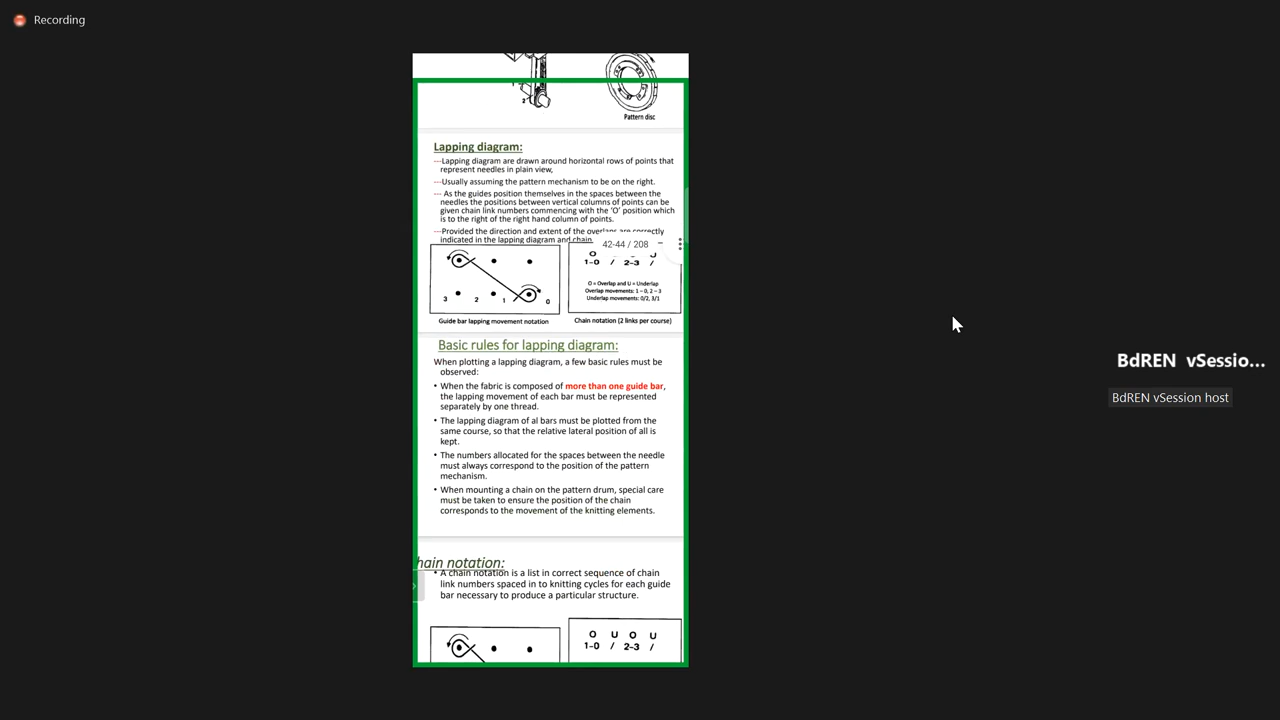 Recording
2
Pattern disc
Lapping diagram:
---Lapping diagram are drawn around horizontal rows of points that
represent needles in plain view,
---Usually assuming the pattern mechanism to be on the right.
--- As the guides position themselves in the spaces between the
needles the positions between vertical columns of points can be
given chain link numbers commencing with the 'O' position which
is to the right of the right hand column of points.
---Provided the direction and extent of the overlaps are correctly
indicated in the lapping diagram and chain
42-44 / 208
3 2 1 0
O U
1-0 / 2-3 /
O = Overlap and U = Underlap
Overlap movements: 1 – 0, 2 – 3
Underlap movements: 0/2, 3/1
Guide bar lapping movement notation
Chain notation (2 links per course)
Basic rules for lapping diagram:
When plotting a lapping diagram, a few basic rules must be
observed:
• When the fabric is composed of more than one guide bar,
the lapping movement of each bar must be represented
separately by one thread.
• The lapping diagram of al bars must be plotted from the
same course, so that the relative lateral position of all is
kept.
• The numbers allocated for the spaces between the needle
must always correspond to the position of the pattern
mechanism.
• When mounting a chain on the pattern drum, special care
must be taken to ensure the position of the chain
corresponds to the movement of the knitting elements.
hain notation:
• A chain notation is a list in correct sequence of chain
link numbers spaced in to knitting cycles for each guide
bar necessary to produce a particular structure.
O U O U
1-0 / 2-3 /
BdREN vSessio...
BdREN vSession host